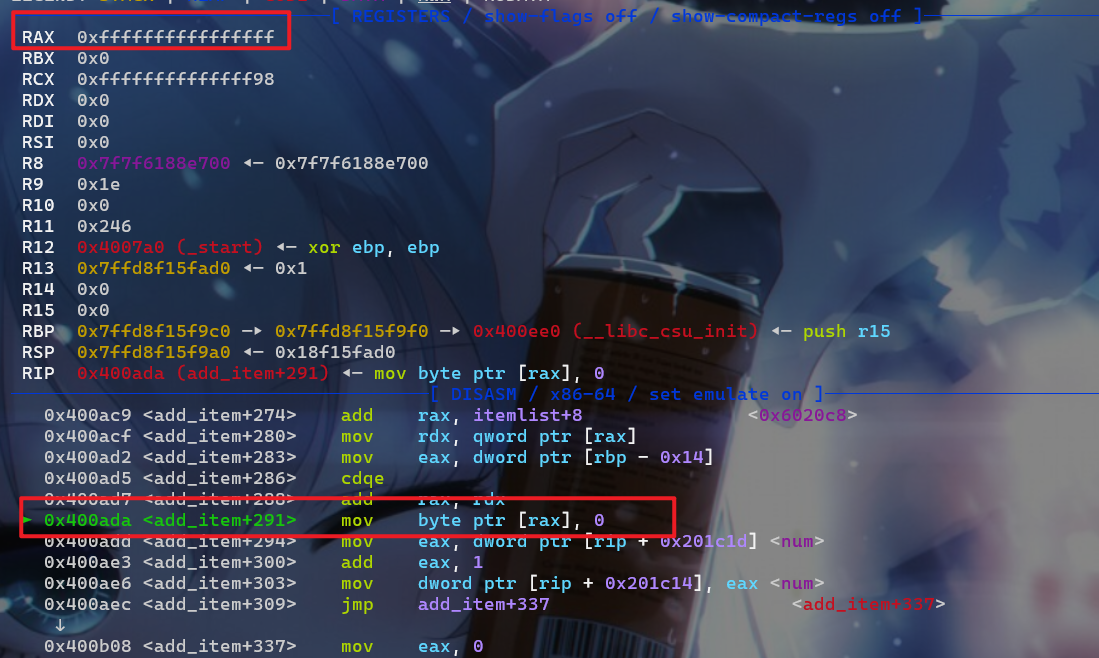 [ REGISTERS / show-flags off / show-compact-regs off ]
RAX  0xffffffffffffffff
RBX  0x0
RCX  0xffffffffffffff98
RDX  0x0
RDI  0x0
RSI  0x0
R8   0x7f7f6188e700 ◂— 0x7f7f6188e700
R9   0x1e
R10  0x0
R11  0x246
R12  0x4007a0 (_start) ◂— xor ebp, ebp
R13  0x7ffd8f15fad0 ◂— 0x1
R14  0x0
R15  0x0
RBP  0x7ffd8f15f9c0 —▸ 0x7ffd8f15f9f0 —▸ 0x400ee0 (__libc_csu_init) ◂— push r15
RSP  0x7ffd8f15f9a0 ◂— 0x18f15fad0
RIP  0x400ada (add_item+291) ◂— mov byte ptr [rax], 0
[ DISASM / x86-64 / set emulate on ]
0x400ac9 <add_item+274>    add    rax, itemlist+8    <0x6020c8>
0x400acf <add_item+280>    mov    rdx, qword ptr [rax]
0x400ad2 <add_item+283>    mov    eax, dword ptr [rbp - 0x14]
0x400ad5 <add_item+286>    cdqe
0x400ad7 <add_item+288>    add    rax, rdx
► 0x400ada <add_item+291>    mov    byte ptr [rax], 0
0x400add <add_item+294>    mov    eax, dword ptr [rip + 0x201c1d] <num>
0x400ae3 <add_item+300>    add    eax, 1
0x400ae6 <add_item+303>    mov    dword ptr [rip + 0x201c14], eax <num>
0x400aec <add_item+309>    jmp    add_item+337    <add_item+337>
↓
0x400b08 <add_item+337>    mov    eax, 0